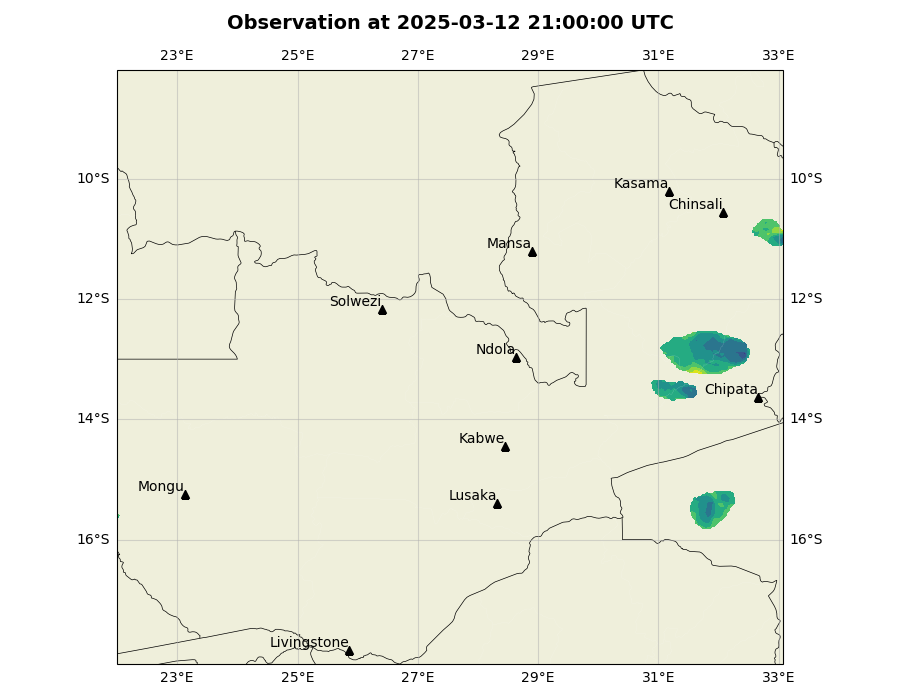 Observation at 2025-03-12 21:00:00 UTC
23°E 25°E 27°E 29°E 31°E 33°E
10°S 10°S
Kasama
Chinsali
Mansa
12°S 12°S
Solwezi
Ndola
Chipata
14°S 14°S
Kabwe
Mongu
Lusaka
16°S 16°S
Livingstone
23°E 25°E 27°E 29°E 31°E 33°E